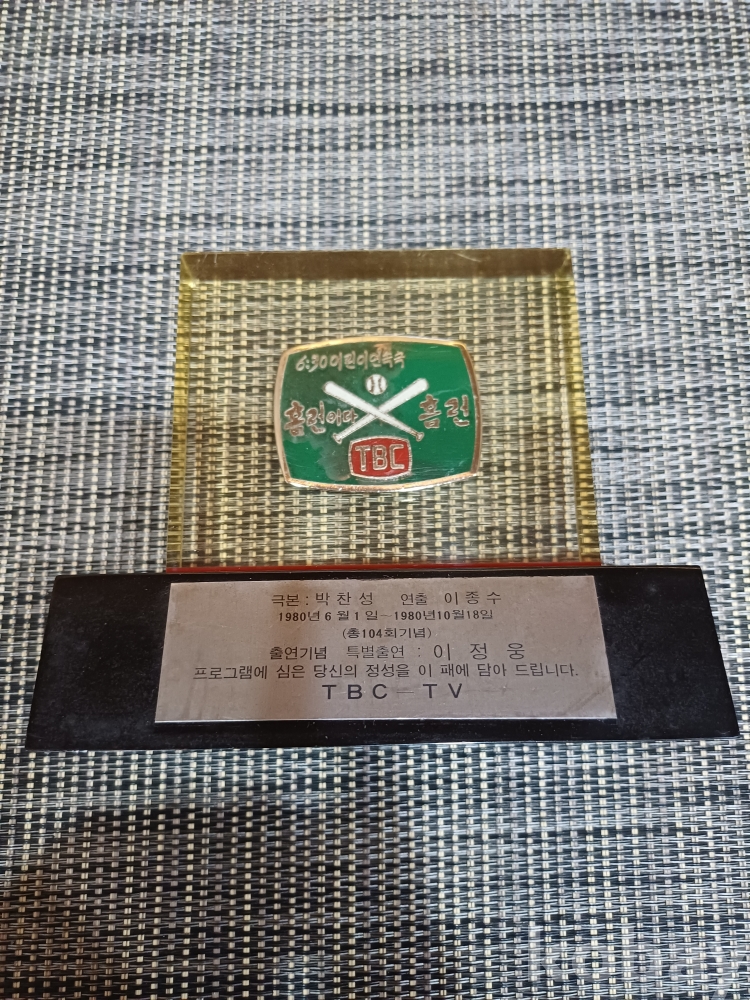 6:30 어린이연속극
홈런이다 홈런
TBC
극본 : 박찬성 연출 이종수
1980년 6월 1일~1980년10월18일
(총104회기념)
출연기념 특별출연 : 이 정 웅
프로그램에 심은 당신의 정성을 이 패에 담아 드립니다.
TBC-TV